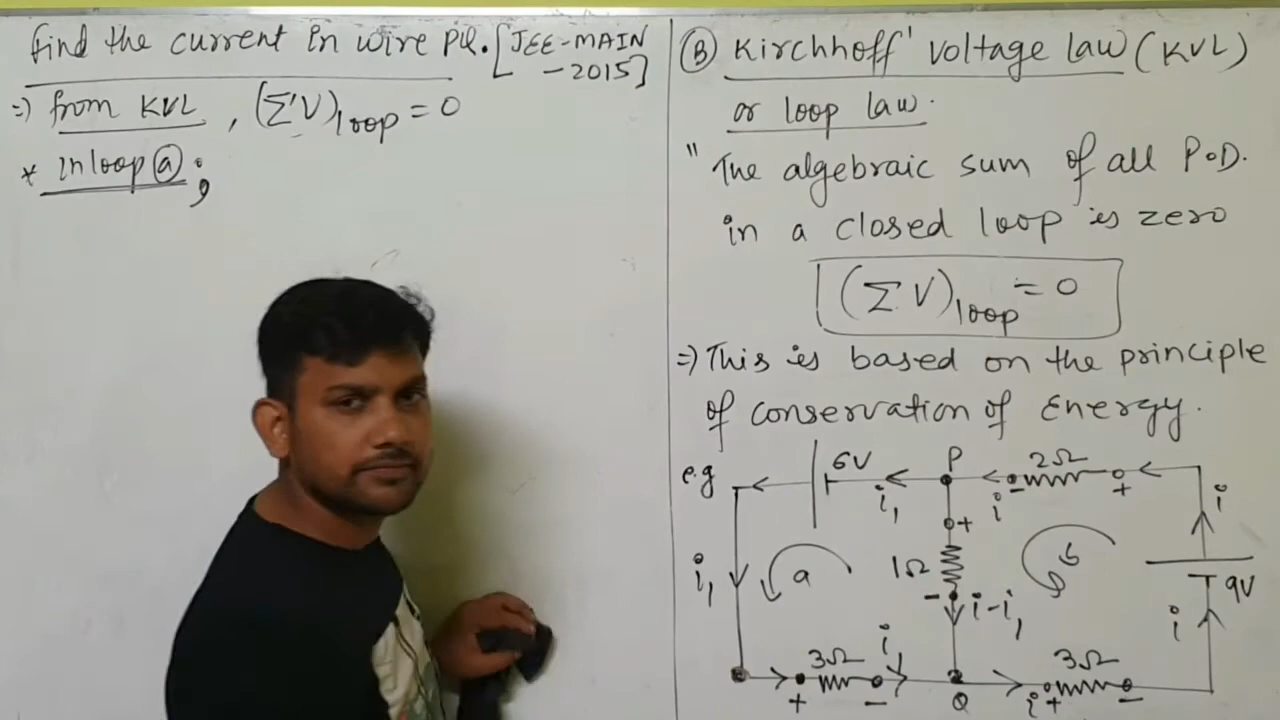 find the current in wire PQ. [JEE-MAIN
-2015]
=) from KVL, (ΣV)loop = 0
* In loop ⓐ ;
Ⓑ Kirchhoff' voltage law (KVL)
or loop law.
" The algebraic sum of all P.D.
in a closed loop is zero
(ΣV)loop = 0
=) This is based on the principle
of conservation of Energy.
e.g 6V P 2Ω
i₁ i - + i
i₁ a + 1Ω - b 9V
i-i₁ i
3Ω i₁ 3Ω
+ - Q i + -